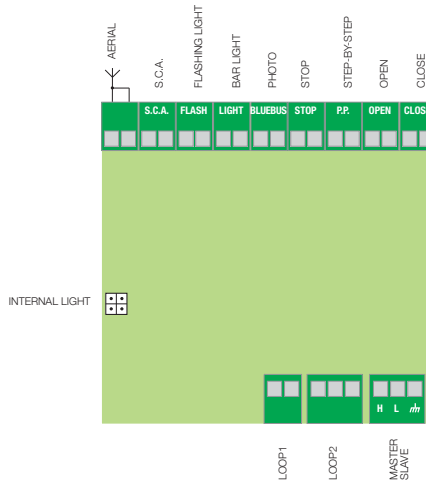 AERIAL
S.C.A.
FLASHING LIGHT
BAR LIGHT
PHOTO
STOP
STEP-BY-STEP
OPEN
CLOSE
S.C.A. FLASH LIGHT BLUEBUS STOP P.P. OPEN CLOS
INTERNAL LIGHT
H L
LOOP1
LOOP2
MASTER
SLAVE